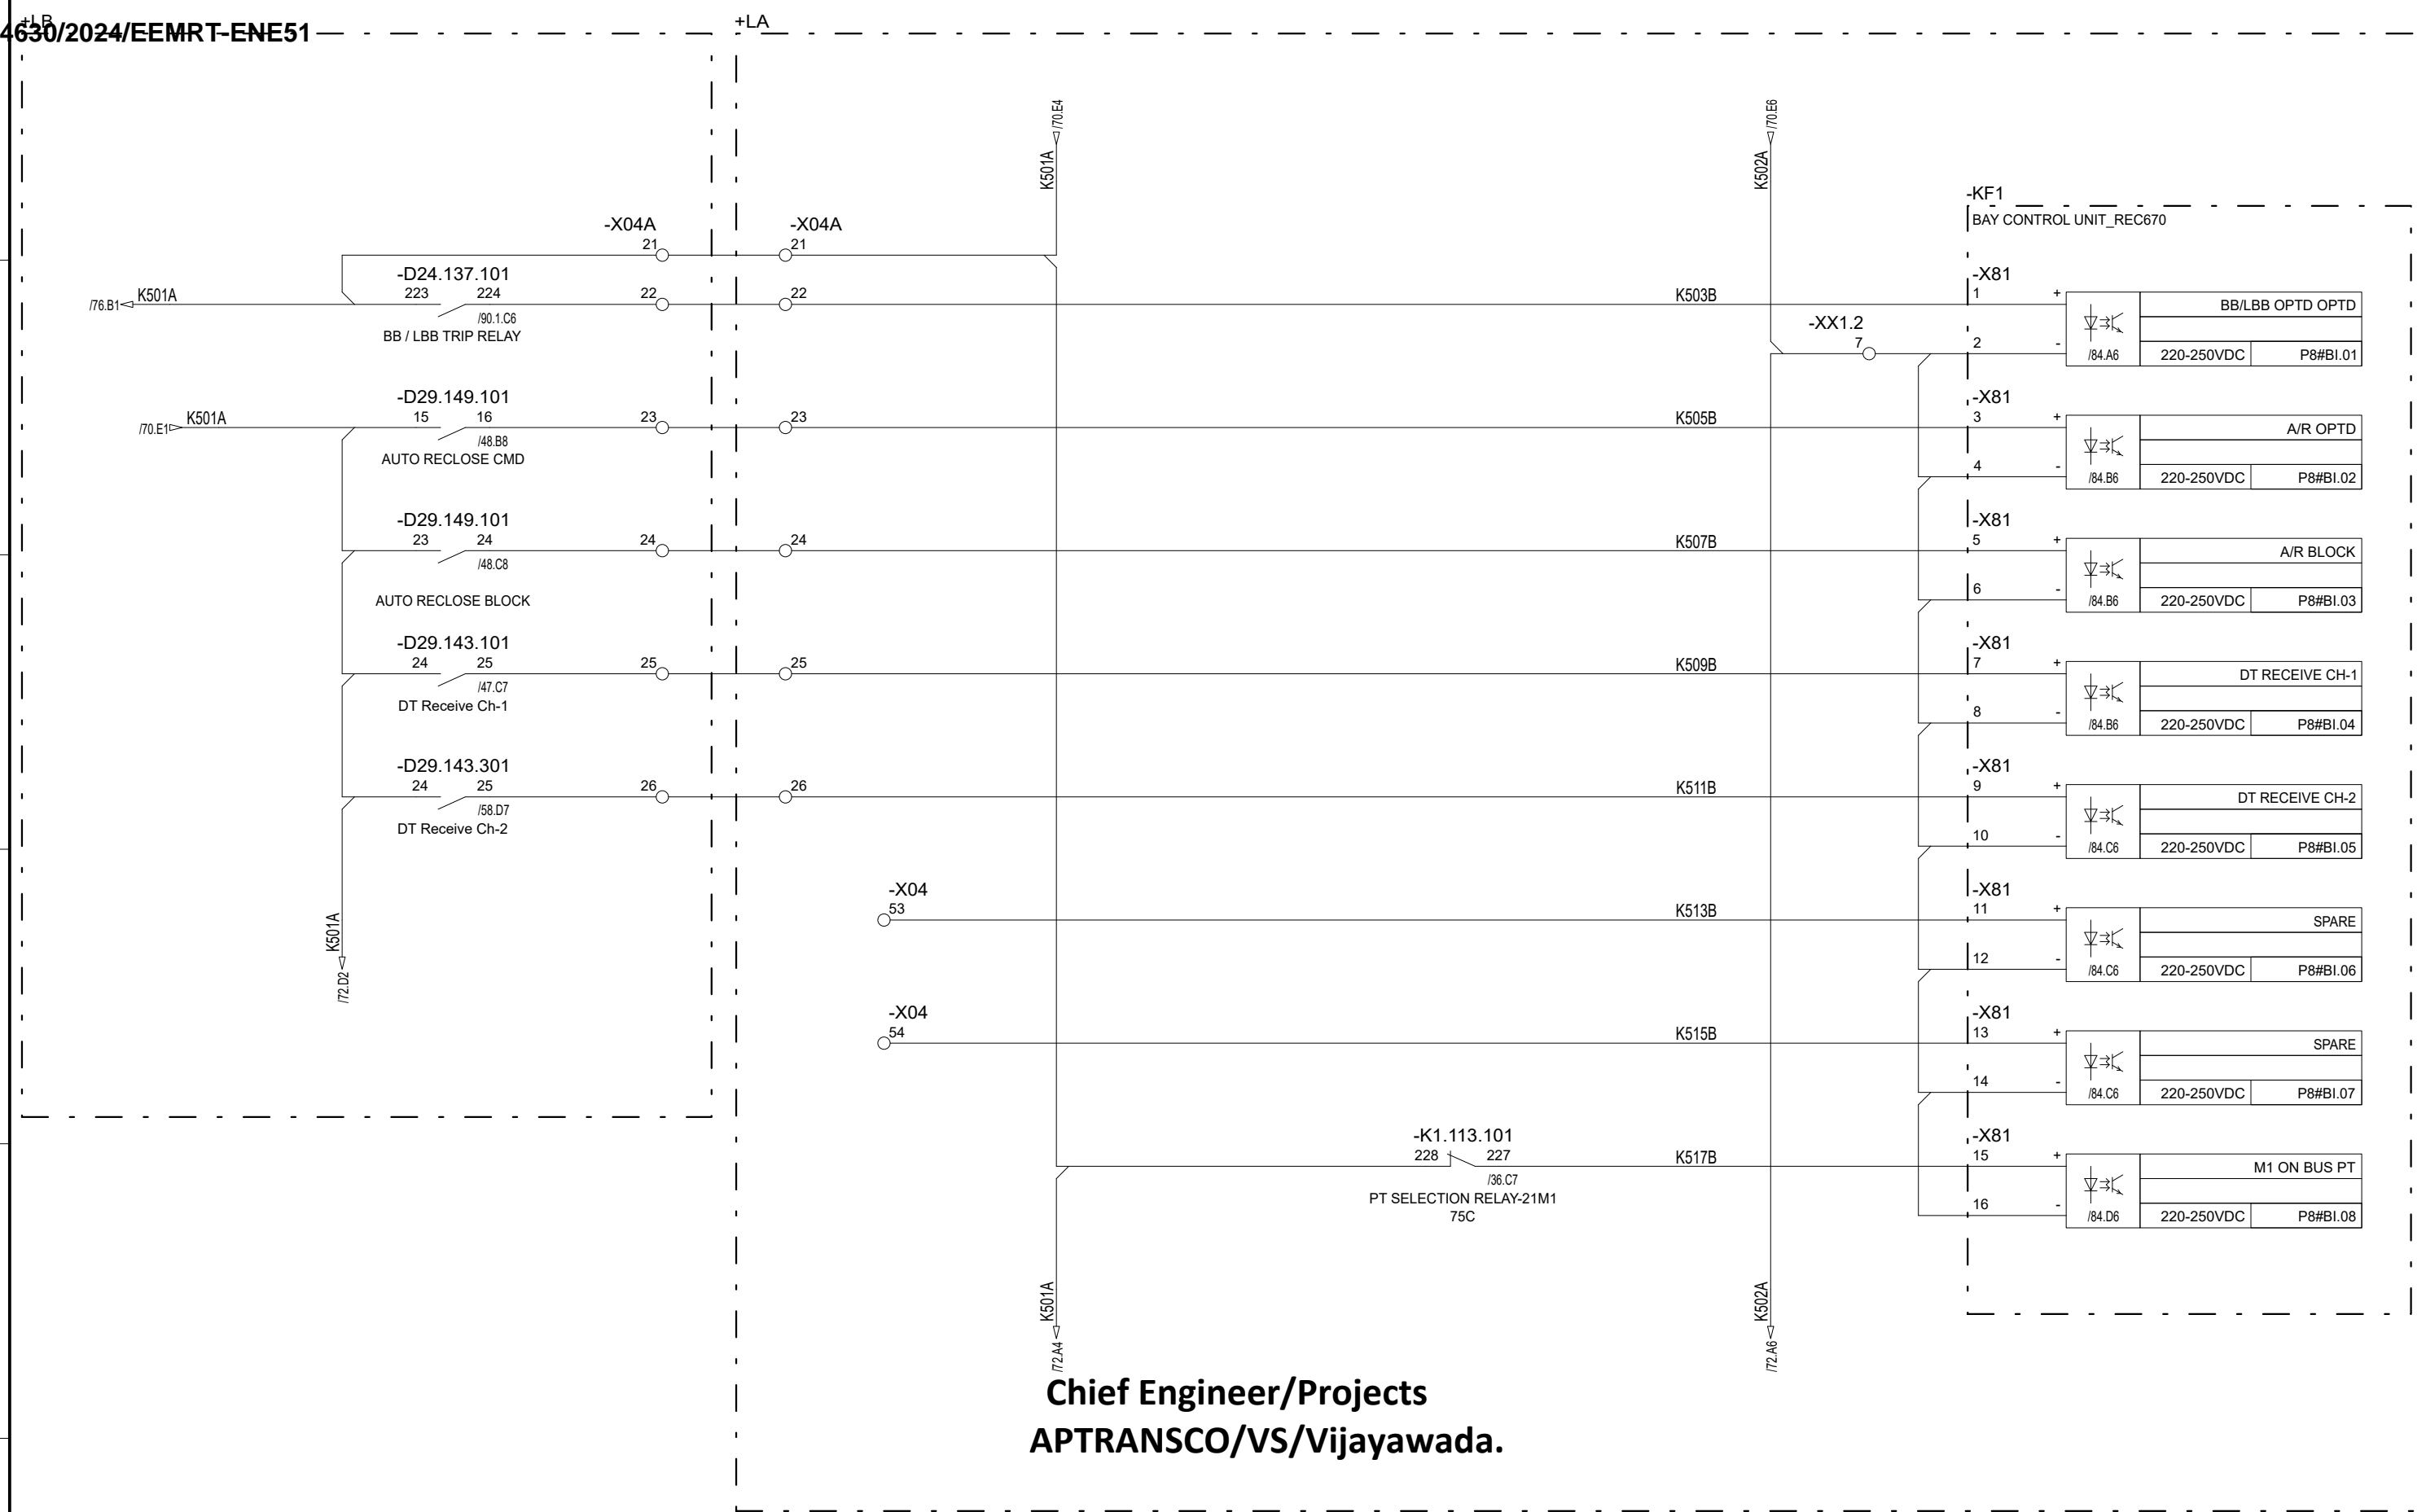 +LB
4630/2024/EEMRT-ENE51
+LA
/70.E4
K501A
/70.E6
K502A
-KF1
BAY CONTROL UNIT_REC670
-X04A
21
-X04A
21
/76.B1 K501A
-D24.137.101
223 224
/90.1.C6
BB / LBB TRIP RELAY
22
22
K503B
-X81
1 +
BB/LBB OPTD OPTD
-XX1.2
7
2 -
/84.A6 220-250VDC P8#BI.01
/70.E1 K501A
-D29.149.101
15 16
/48.B8
AUTO RECLOSE CMD
23
23
K505B
-X81
3 +
A/R OPTD
4 -
/84.B6 220-250VDC P8#BI.02
-D29.149.101
23 24
/48.C8
AUTO RECLOSE BLOCK
24
24
K507B
-X81
5 +
A/R BLOCK
6 -
/84.B6 220-250VDC P8#BI.03
-D29.143.101
24 25
/47.C7
DT Receive Ch-1
25
25
K509B
-X81
7 +
DT RECEIVE CH-1
8 -
/84.B6 220-250VDC P8#BI.04
-D29.143.301
24 25
/58.D7
DT Receive Ch-2
26
26
K511B
-X81
9 +
DT RECEIVE CH-2
10 -
/84.C6 220-250VDC P8#BI.05
K501A
/72.D2
-X04
53
K513B
-X81
11 +
SPARE
12 -
/84.C6 220-250VDC P8#BI.06
-X04
54
K515B
-X81
13 +
SPARE
14 -
/84.C6 220-250VDC P8#BI.07
-K1.113.101
228 227
/36.C7
PT SELECTION RELAY-21M1
75C
K517B
-X81
15 +
M1 ON BUS PT
16 -
/84.D6 220-250VDC P8#BI.08
K501A
/72.A4
K502A
/72.A6
Chief Engineer/Projects
APTRANSCO/VS/Vijayawada.